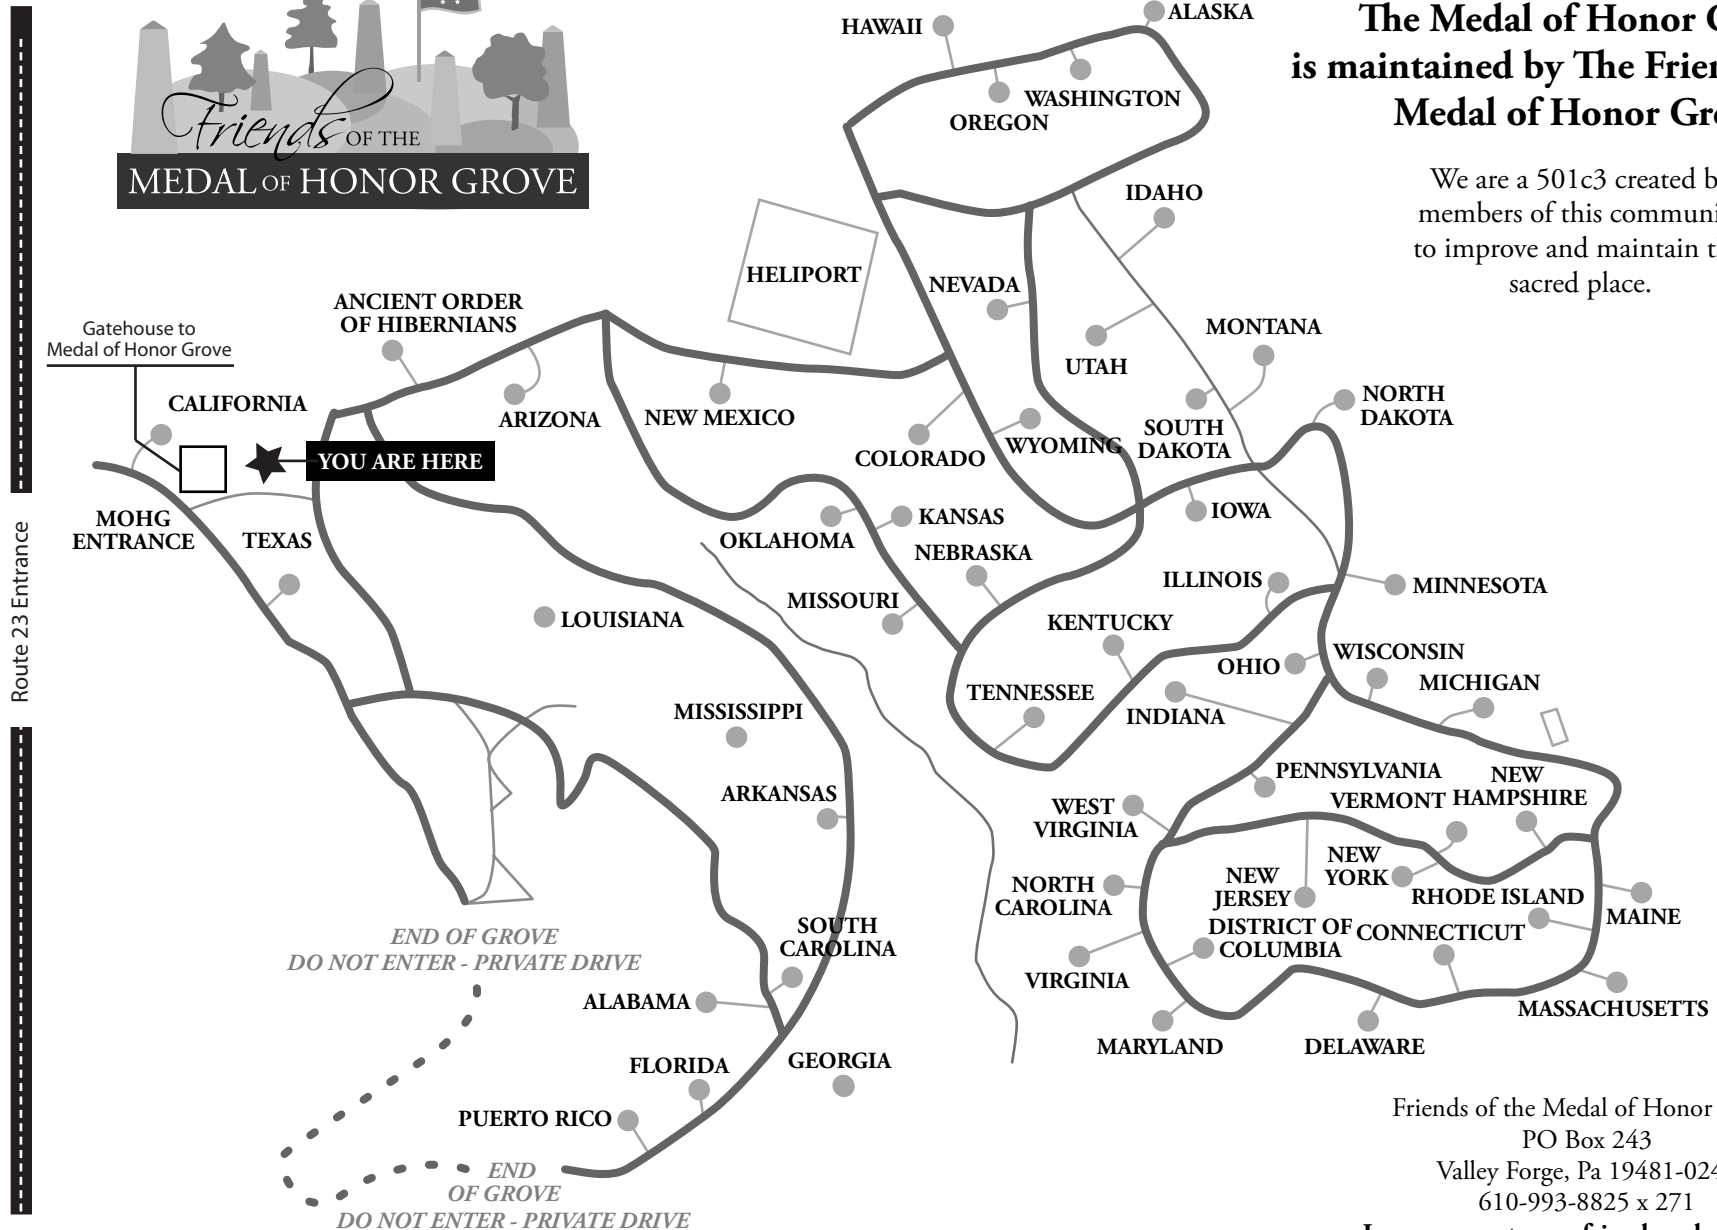 HAWAII
ALASKA
WASHINGTON
OREGON
The Medal of Honor
is maintained by The
Medal of Honor
We are a 501c3 created
members of this
to improve and maintain
sacred place.
Friends OF THE
MEDAL OF HONOR GROVE
IDAHO
HELIPORT
NEVADA
ANCIENT ORDER
OF HIBERNIANS
Gatehouse to
Medal of Honor Grove
MONTANA
UTAH
CALIFORNIA
ARIZONA
NEW MEXICO
NORTH
DAKOTA
SOUTH
DAKOTA
WYOMING
COLORADO
YOU ARE HERE
MOHG
ENTRANCE
TEXAS
OKLAHOMA
KANSAS
IOWA
NEBRASKA
Route 23 Entrance
ILLINOIS
MINNESOTA
MISSOURI
LOUISIANA
KENTUCKY
OHIO
WISCONSIN
MICHIGAN
TENNESSEE
INDIANA
MISSISSIPPI
PENNSYLVANIA
NEW
HAMPSHIRE
VERMONT
ARKANSAS
WEST
VIRGINIA
NEW
YORK
NEW
JERSEY
NORTH
CAROLINA
RHODE ISLAND
MAINE
DISTRICT OF
COLUMBIA
CONNECTICUT
SOUTH
CAROLINA
END OF GROVE
DO NOT ENTER - PRIVATE DRIVE
VIRGINIA
ALABAMA
MASSACHUSETTS
MARYLAND
DELAWARE
FLORIDA
GEORGIA
PUERTO RICO
END
OF GROVE
DO NOT ENTER - PRIVATE DRIVE
Friends of the Medal of Honor
PO Box 243
Valley Forge, Pa 19481-024
610-993-8825 x 271